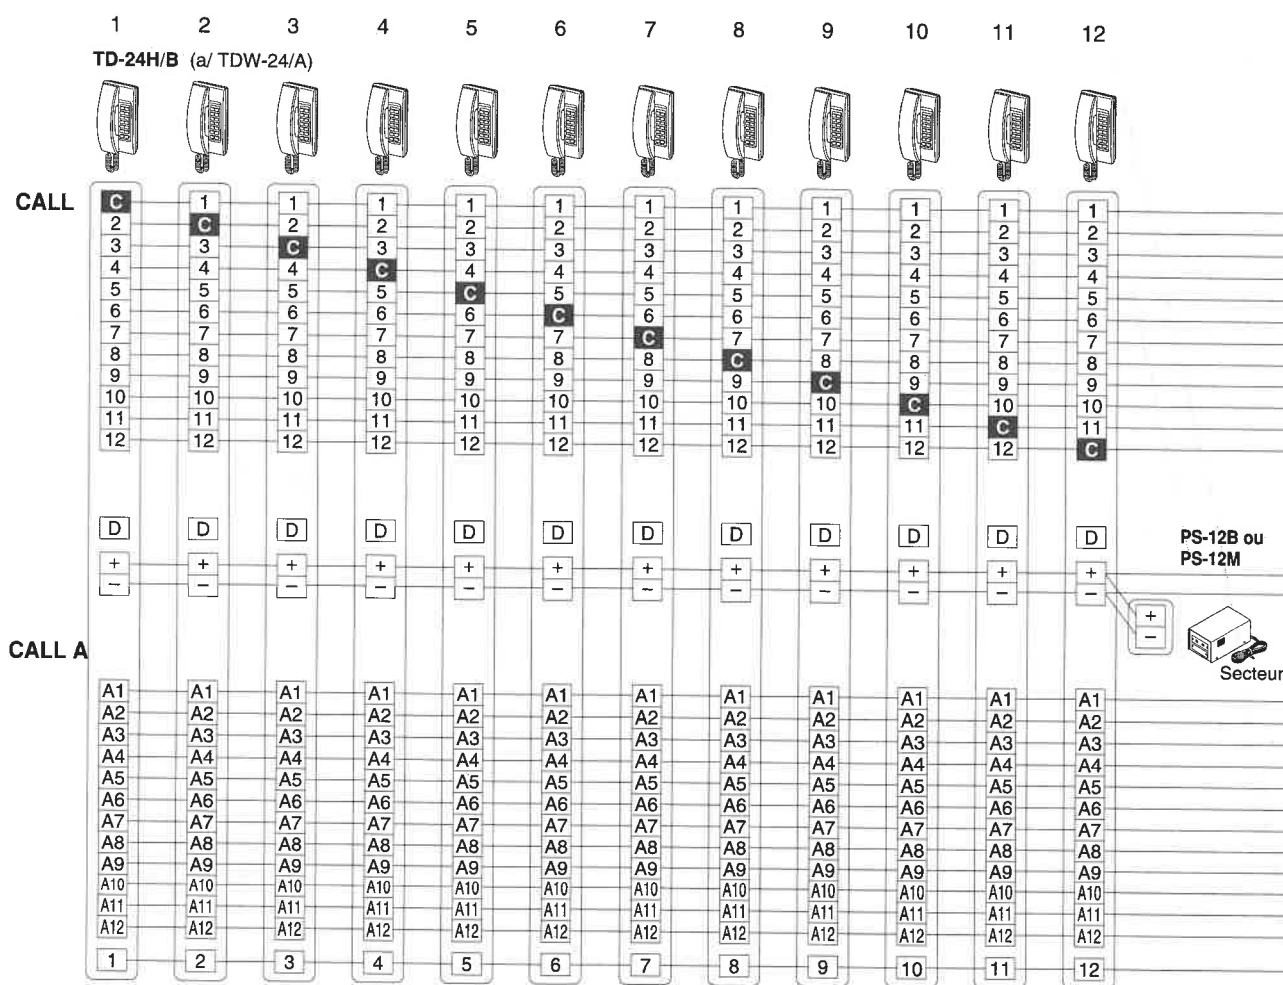 1 2 3 4 5 6 7 8 9 10 11 12
TD-24H/B (a/ TDW-24/A)
CALL C 1 1 1 1 1 1 1 1 1 1 1
2 C 2 2 2 2 2 2 2 2 2 2
3 3 C 3 3 3 3 3 3 3 3 3
4 4 4 C 4 4 4 4 4 4 4 4
5 5 5 5 C 5 5 5 5 5 5 5
6 6 6 6 6 C 6 6 6 6 6 6
7 7 7 7 7 7 C 7 7 7 7 7
8 8 8 8 8 8 8 C 8 8 8 8
9 9 9 9 9 9 9 9 C 9 9 9
10 10 10 10 10 10 10 10 10 C 10 10
11 11 11 11 11 11 11 11 11 11 C 11
12 12 12 12 12 12 12 12 12 12 12 C
D D D D D D D D D D D D
PS-12B ou
PS-12M
+ + + + + + + + + + + +
− − − − − − − − − − − −
+
−
Secteur
CALL A
A1 A1 A1 A1 A1 A1 A1 A1 A1 A1 A1 A1
A2 A2 A2 A2 A2 A2 A2 A2 A2 A2 A2 A2
A3 A3 A3 A3 A3 A3 A3 A3 A3 A3 A3 A3
A4 A4 A4 A4 A4 A4 A4 A4 A4 A4 A4 A4
A5 A5 A5 A5 A5 A5 A5 A5 A5 A5 A5 A5
A6 A6 A6 A6 A6 A6 A6 A6 A6 A6 A6 A6
A7 A7 A7 A7 A7 A7 A7 A7 A7 A7 A7 A7
A8 A8 A8 A8 A8 A8 A8 A8 A8 A8 A8 A8
A9 A9 A9 A9 A9 A9 A9 A9 A9 A9 A9 A9
A10 A10 A10 A10 A10 A10 A10 A10 A10 A10 A10 A10
A11 A11 A11 A11 A11 A11 A11 A11 A11 A11 A11 A11
A12 A12 A12 A12 A12 A12 A12 A12 A12 A12 A12 A12
1 2 3 4 5 6 7 8 9 10 11 12